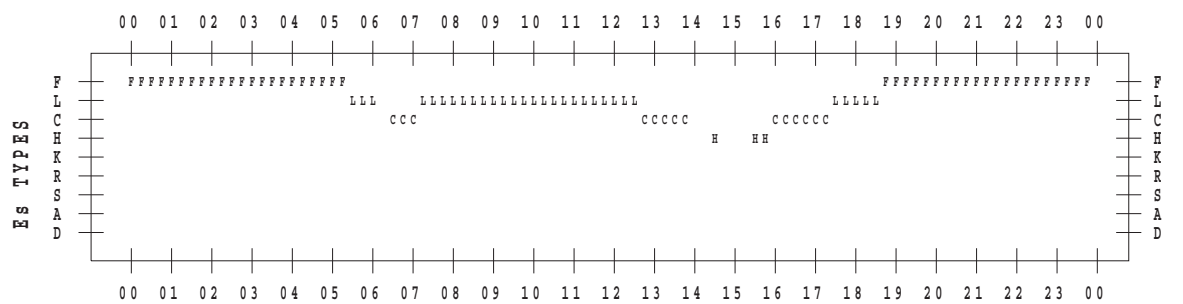 00 01 02 03 04 05 06 07 08 09 10 11 12 13 14 15 16 17 18 19 20 21 22 23 00
Es TYPES
F FFFFFFFFFFFFFFFFFFFFFF FFFFFFFFFFFFFFFFFFFFF F
L LLL LLLLLLLLLLLLLLLLLLLLLL LLLLL L
C CCC CCCCC CCCCCC C
H H HH H
K K
R R
S S
A A
D D
00 01 02 03 04 05 06 07 08 09 10 11 12 13 14 15 16 17 18 19 20 21 22 23 00